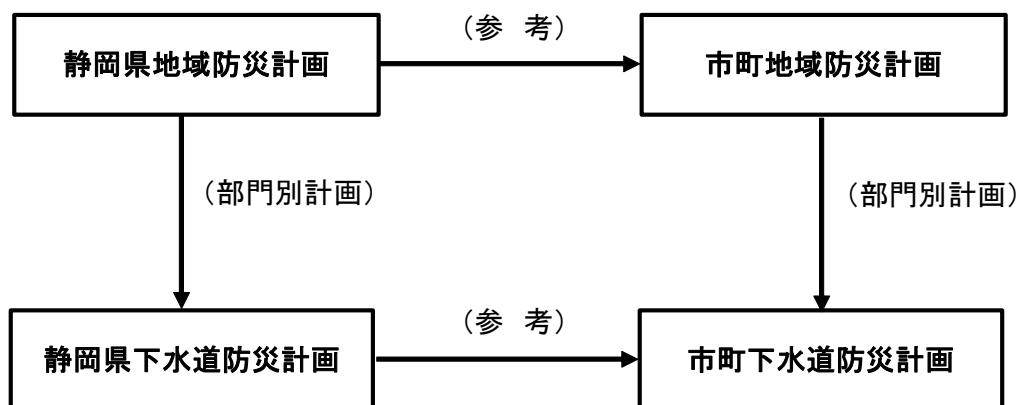 （参　考）
静岡県地域防災計画
市町地域防災計画
（部門別計画）
（部門別計画）
（参　考）
静岡県下水道防災計画
市町下水道防災計画